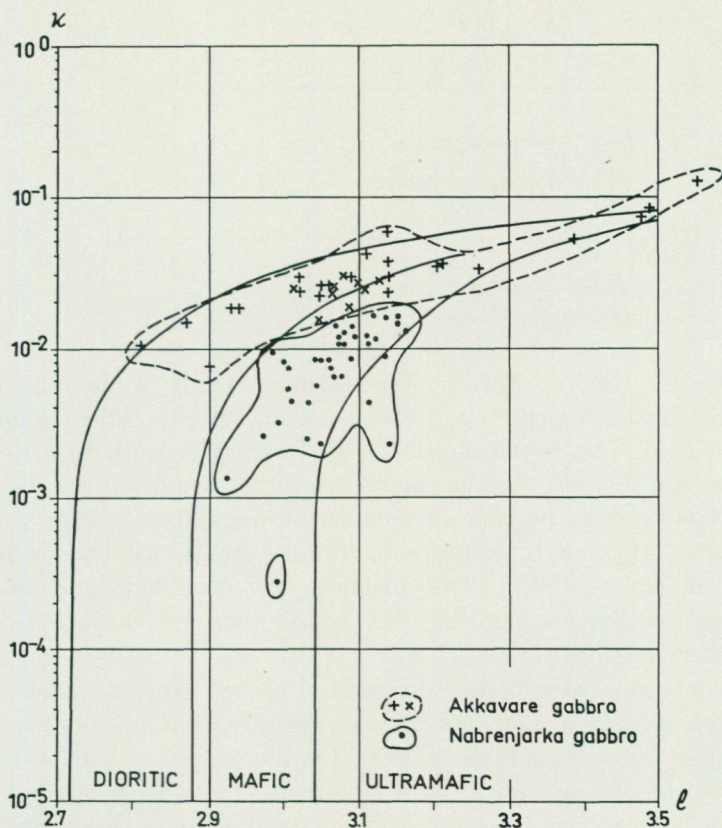 κ
10⁰
10⁻¹
10⁻²
10⁻³
10⁻⁴
10⁻⁵
Akkavare gabbro
Nabrenjarka gabbro
DIORITIC MAFIC ULTRAMAFIC
2.7 2.9 3.1 3.3 3.5 ℓ